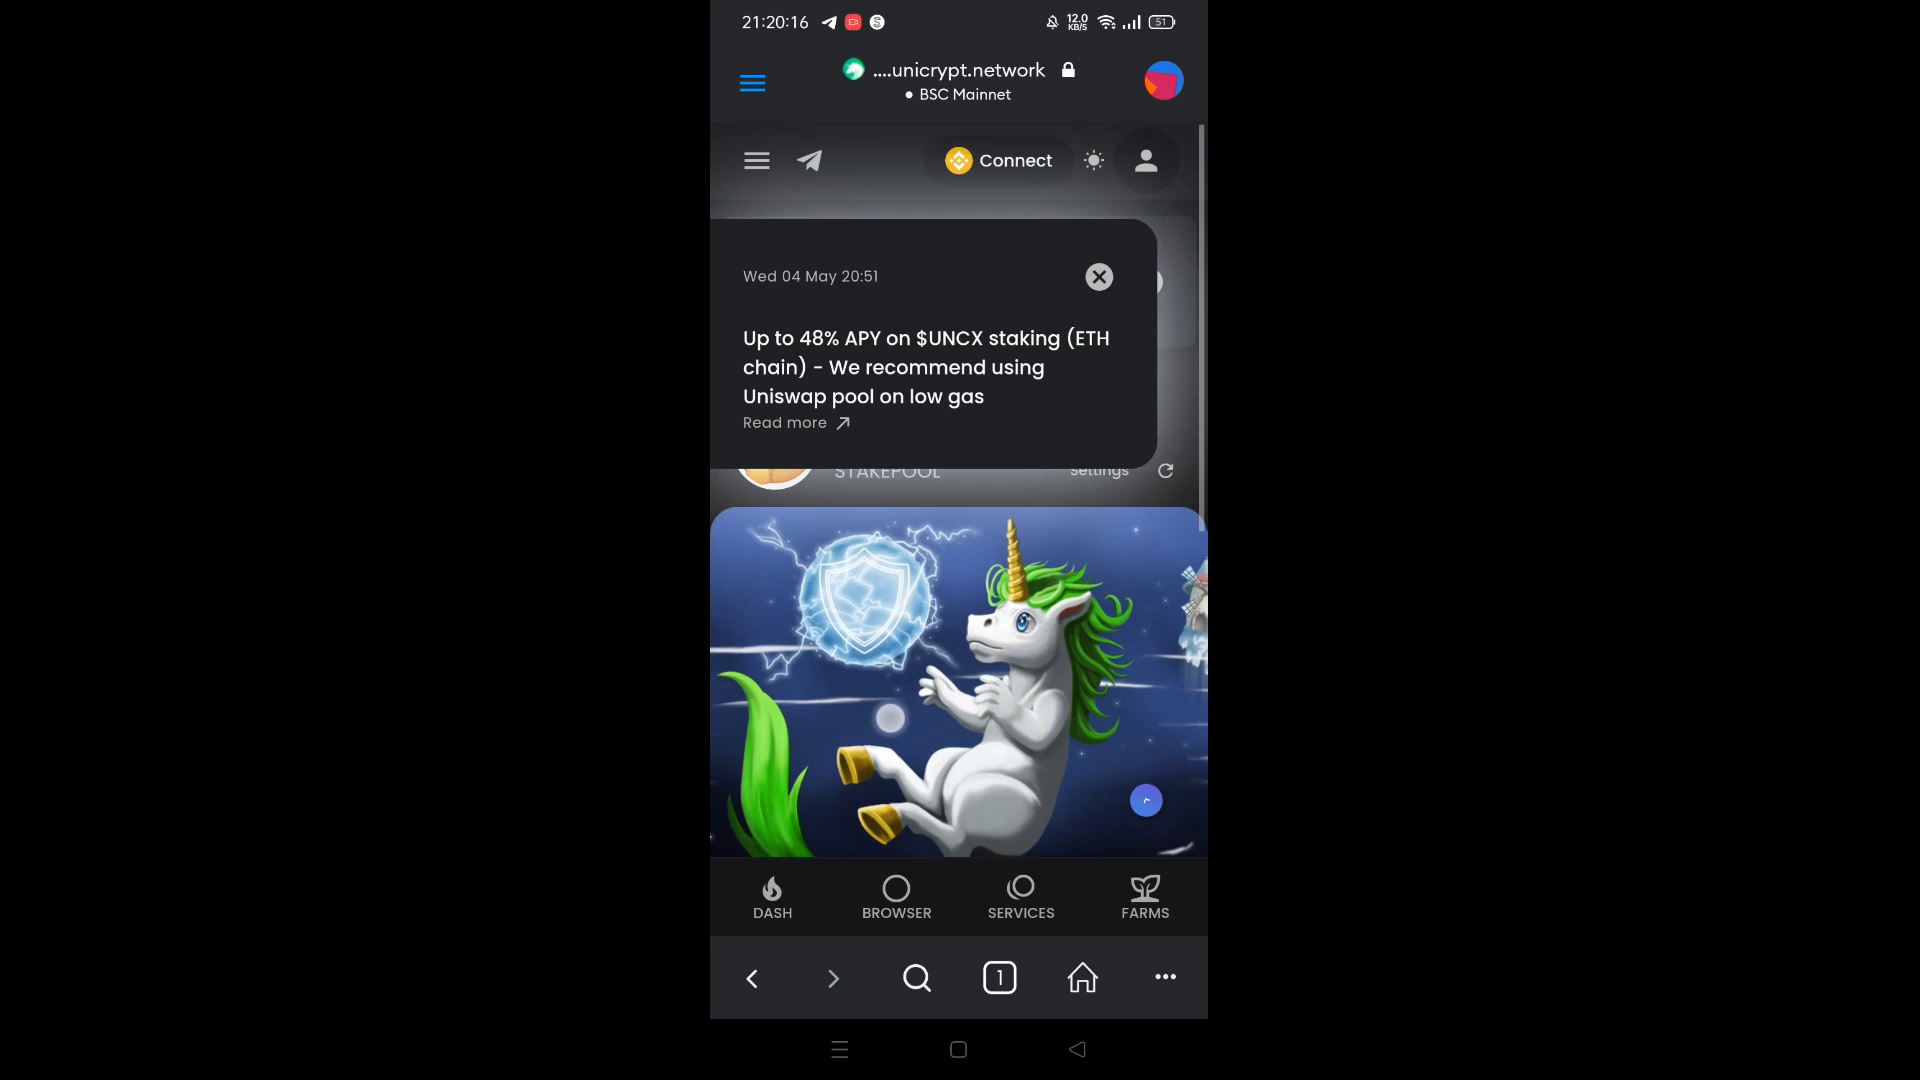 21:20:16
12.0
KB/S
51
....unicrypt.network
BSC Mainnet
Connect
Wed 04 May 20:51
Up to 48% APY on $UNCX staking (ETH
chain) - We recommend using
Uniswap pool on low gas
Read more
STAKEPOOL
Settings
DASH
BROWSER
SERVICES
FARMS
1